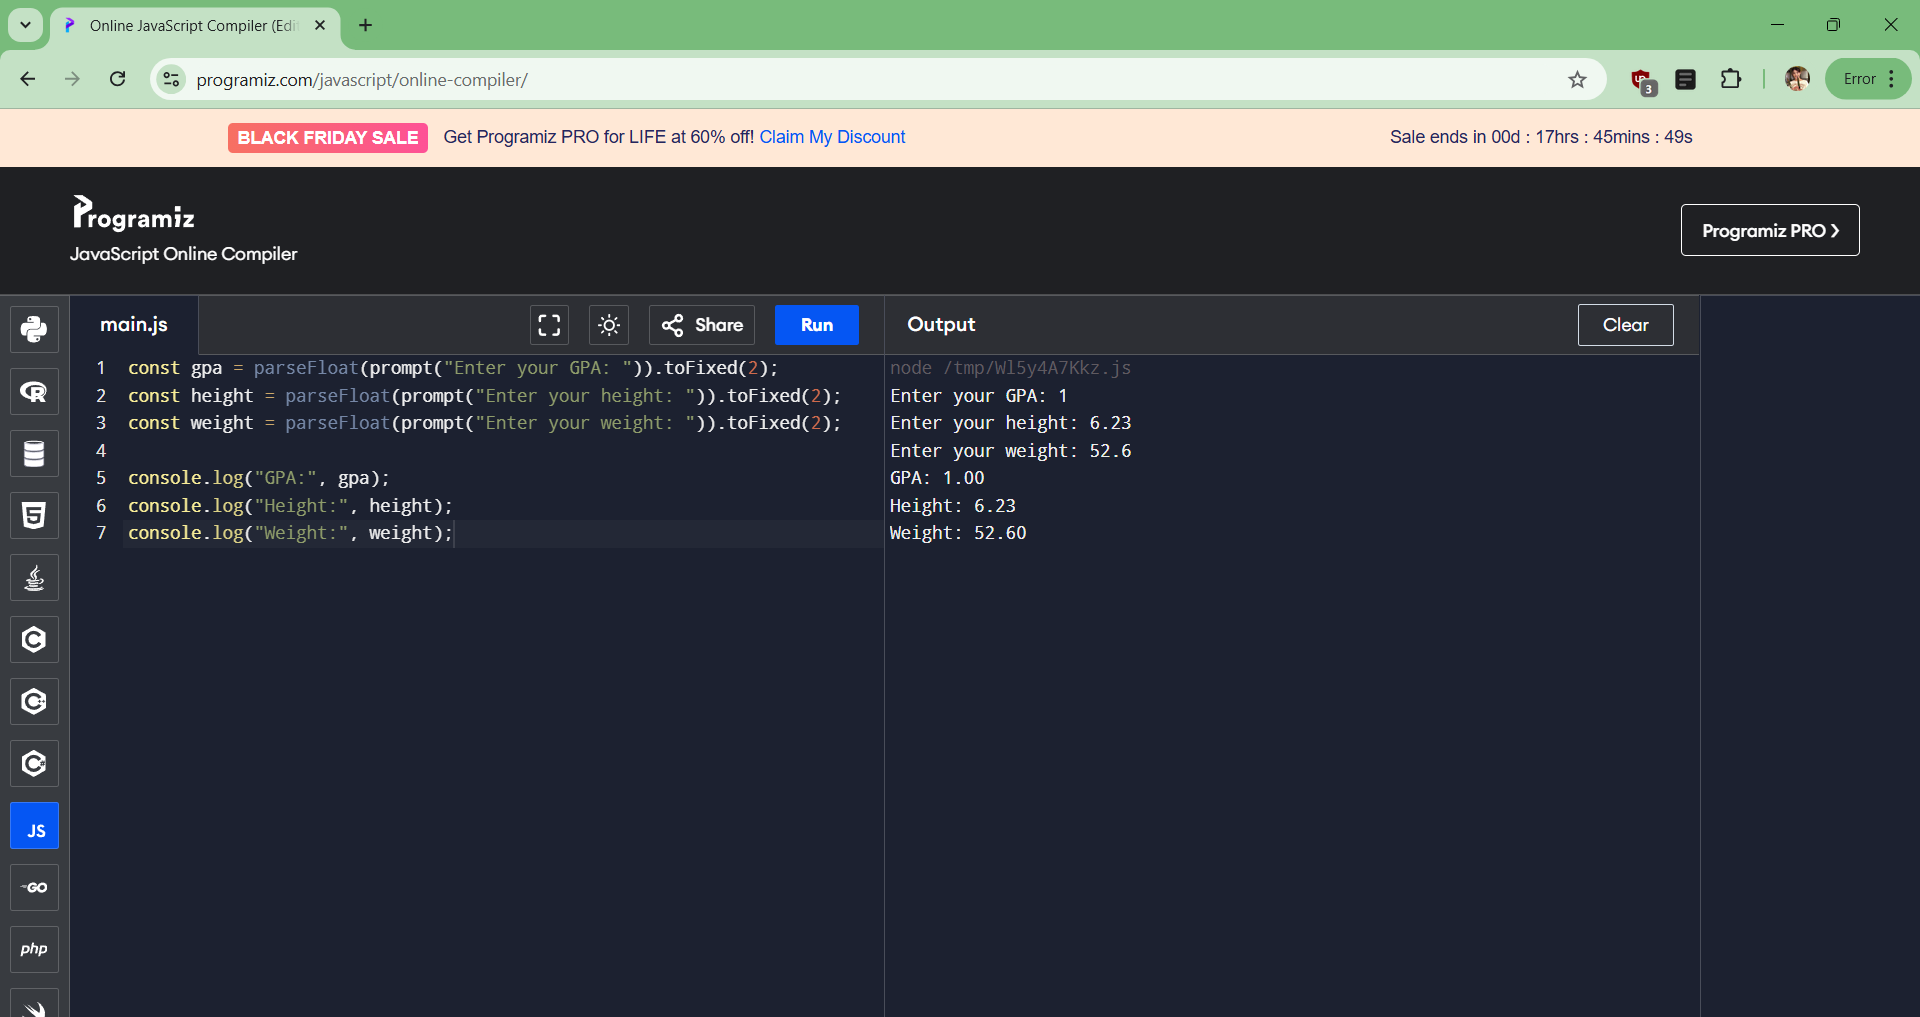 Online JavaScript Compiler (Edi
programiz.com/javascript/online-compiler/
3
Error
BLACK FRIDAY SALE Get Programiz PRO for LIFE at 60% off! Claim My Discount Sale ends in 00d : 17hrs : 45mins : 49s
Programiz
JavaScript Online Compiler
Programiz PRO
main.js Share Run Output Clear
1 const gpa = parseFloat(prompt("Enter your GPA: ")).toFixed(2);
2 const height = parseFloat(prompt("Enter your height: ")).toFixed(2);
3 const weight = parseFloat(prompt("Enter your weight: ")).toFixed(2);
4
5 console.log("GPA:", gpa);
6 console.log("Height:", height);
7 console.log("Weight:", weight);
node /tmp/Wl5y4A7Kkz.js
Enter your GPA: 1
Enter your height: 6.23
Enter your weight: 52.6
GPA: 1.00
Height: 6.23
Weight: 52.60
R
5
C
C
C
JS
GO
php